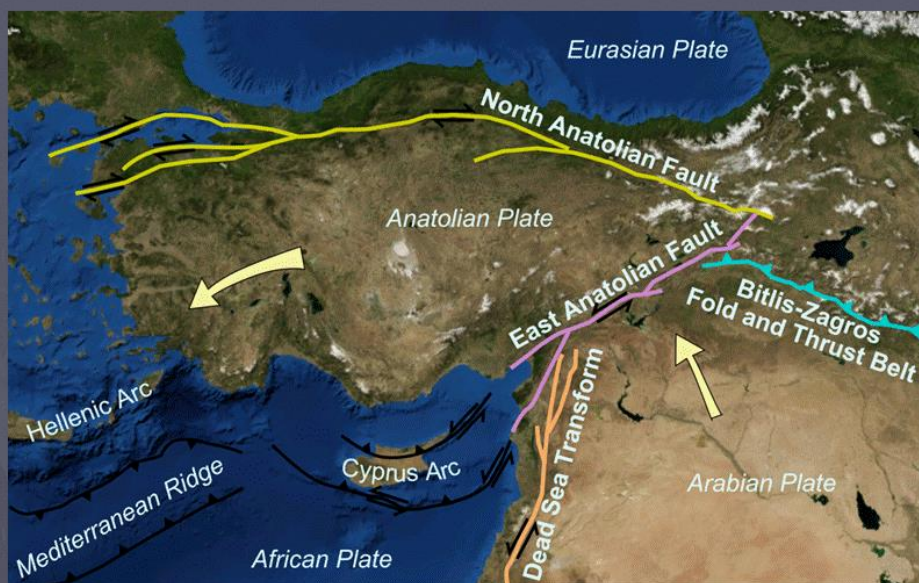 Eurasian Plate
North Anatolian Fault
Anatolian Plate
East Anatolian Fault
Bitlis-Zagros
Fold and Thrust Belt
Hellenic Arc
Cyprus Arc
Dead Sea Transform
Arabian Plate
Mediterranean Ridge
African Plate